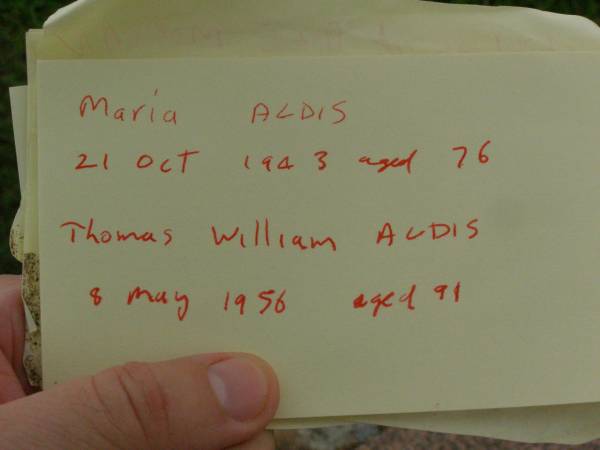 Maria ALDIS
21 Oct 1943 aged 76
Thomas William ALDIS
8 May 1956 aged 91